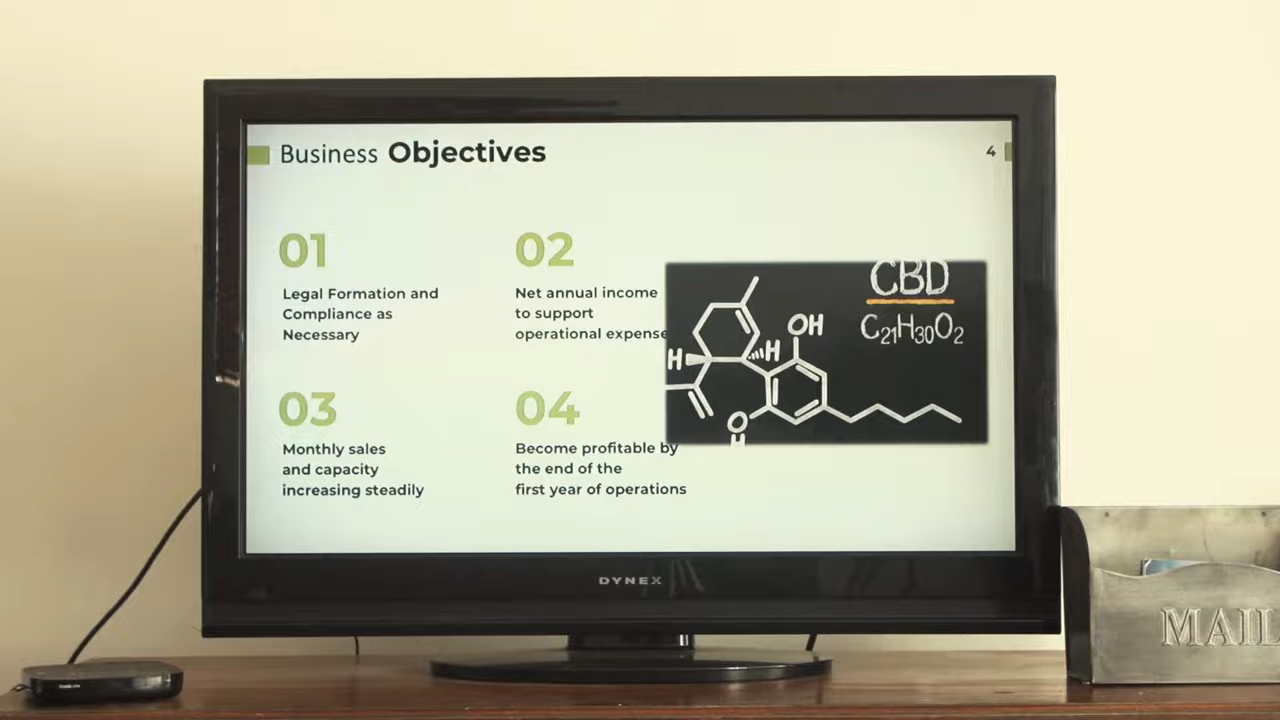 Business Objectives
4
01
Legal Formation and
Compliance as
Necessary
02
Net annual income
to support
operational expense
03
Monthly sales
and capacity
increasing steadily
04
Become profitable by
the end of the
first year of operations
CBD
C21H30O2
OH
H
H
O
H
DYNEX
MAIL